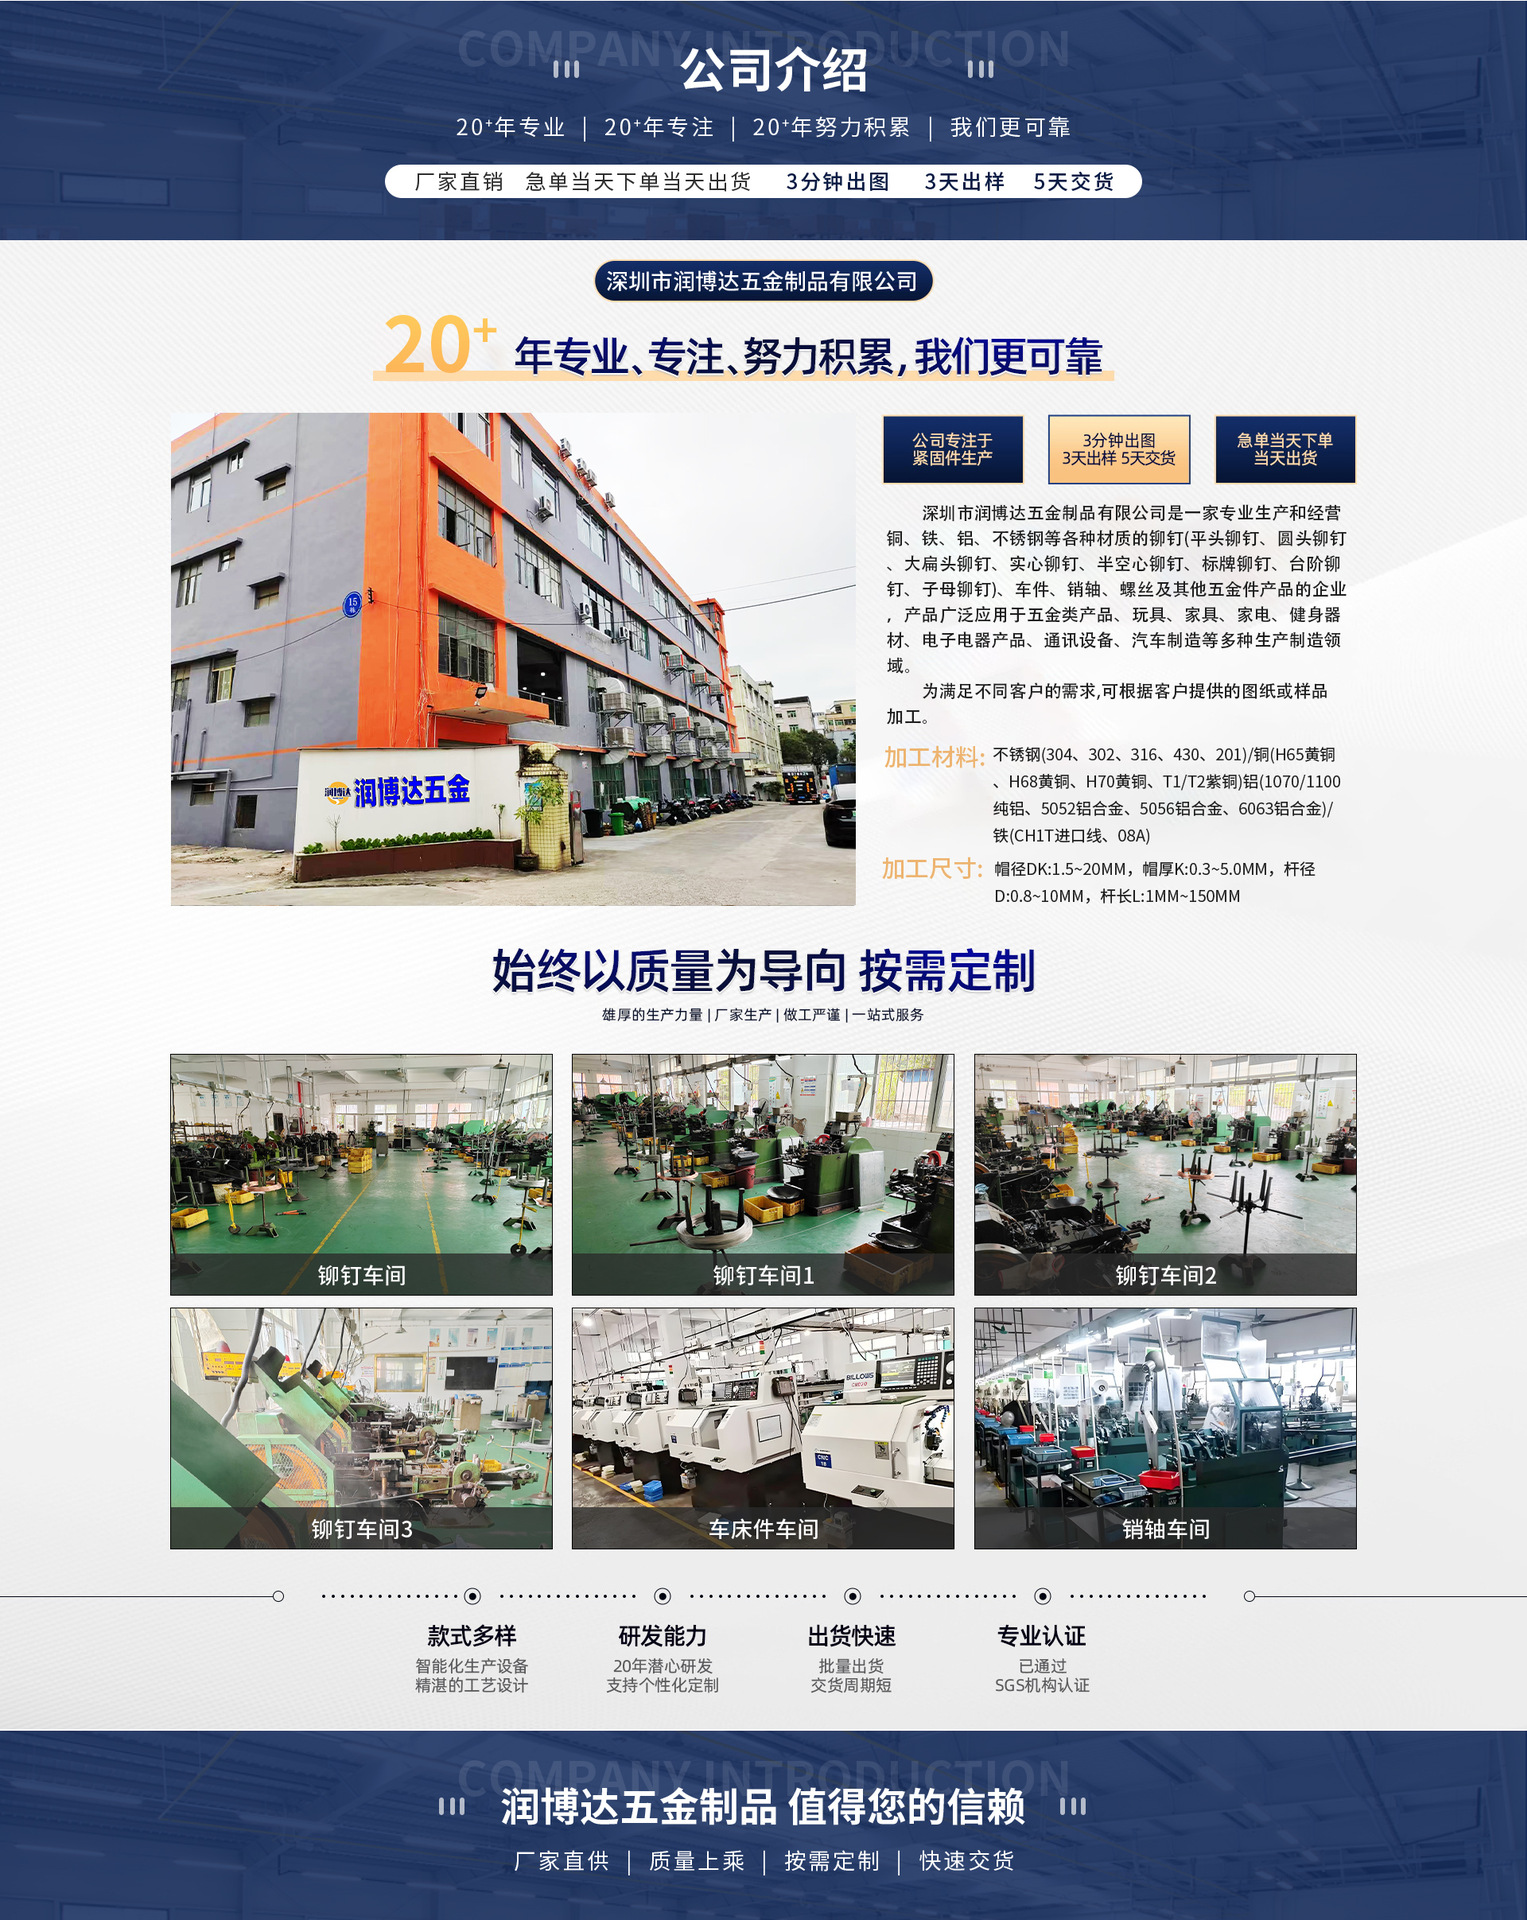 COMPANY INTRODUCTION
公司介绍
20⁺年专业 | 20⁺年专注 | 20⁺年努力积累 | 我们更可靠
厂家直销 急单当天下单当天出货 3分钟出图 3天出样 5天交货
深圳市润博达五金制品有限公司
20⁺年专业、专注、努力积累,我们更可靠
15
润博达
润博达五金
公司专注于
紧固件生产
3分钟出图
3天出样 5天交货
急单当天下单
当天出货
深圳市润博达五金制品有限公司是一家专业生产和经营
铜、铁、铝、不锈钢等各种材质的铆钉(平头铆钉、圆头铆钉
、大扁头铆钉、实心铆钉、半空心铆钉、标牌铆钉、台阶铆
钉、子母铆钉)、车件、销轴、螺丝及其他五金件产品的企业
,产品广泛应用于五金类产品、玩具、家具、家电、健身器
材、电子电器产品、通讯设备、汽车制造等多种生产制造领
域。
为满足不同客户的需求,可根据客户提供的图纸或样品
加工。
加工材料: 不锈钢(304、302、316、430、201)/铜(H65黄铜
、H68黄铜、H70黄铜、T1/T2紫铜)铝(1070/1100
纯铝、5052铝合金、5056铝合金、6063铝合金)/
铁(CH1T进口线、08A)
加工尺寸: 帽径DK:1.5~20MM，帽厚K:0.3~5.0MM，杆径
D:0.8~10MM，杆长L:1MM~150MM
始终以质量为导向 按需定制
雄厚的生产力量 | 厂家生产 | 做工严谨 | 一站式服务
铆钉车间
铆钉车间1
铆钉车间2
铆钉车间3
BILLOWS
CNC
车床件车间
销轴车间
款式多样
智能化生产设备
精湛的工艺设计
研发能力
20年潜心研发
支持个性化定制
出货快速
批量出货
交货周期短
专业认证
已通过
SGS机构认证
COMPANY INTRODUCTION
润博达五金制品 值得您的信赖
厂家直供 | 质量上乘 | 按需定制 | 快速交货